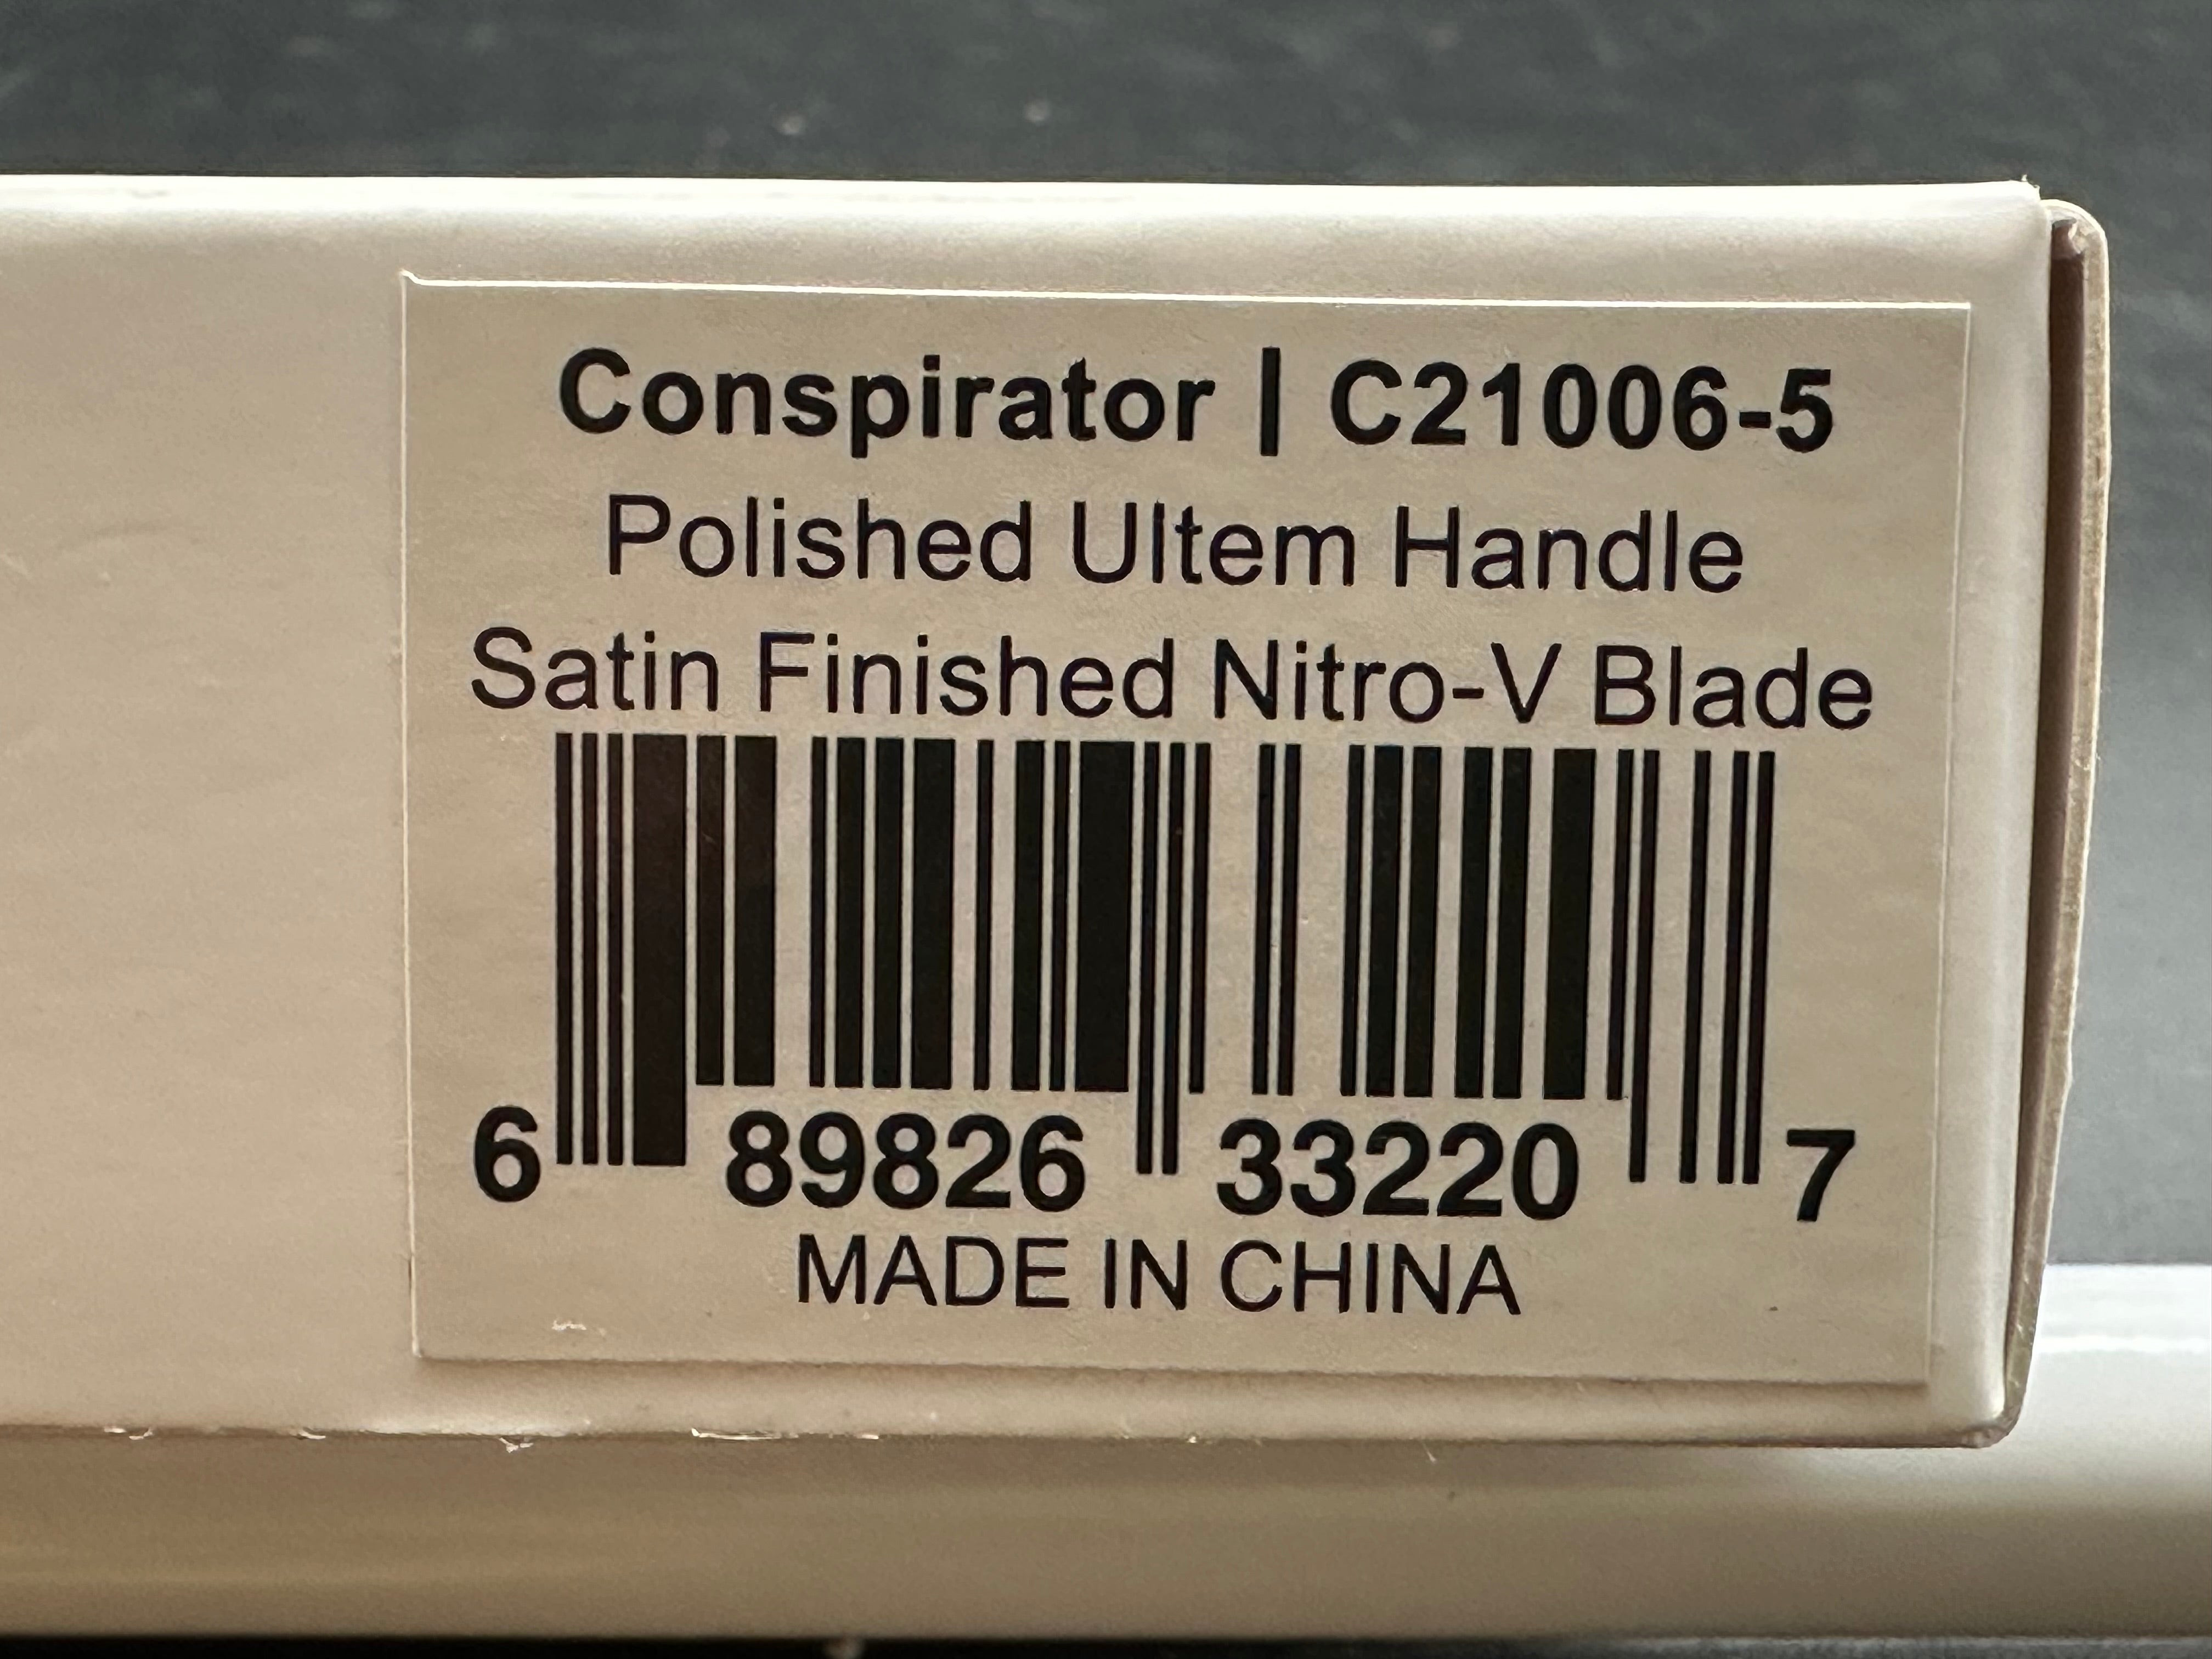 Conspirator | C21006-5
Polished Ultem Handle
Satin Finished Nitro-V Blade
6 89826 33220 7
MADE IN CHINA